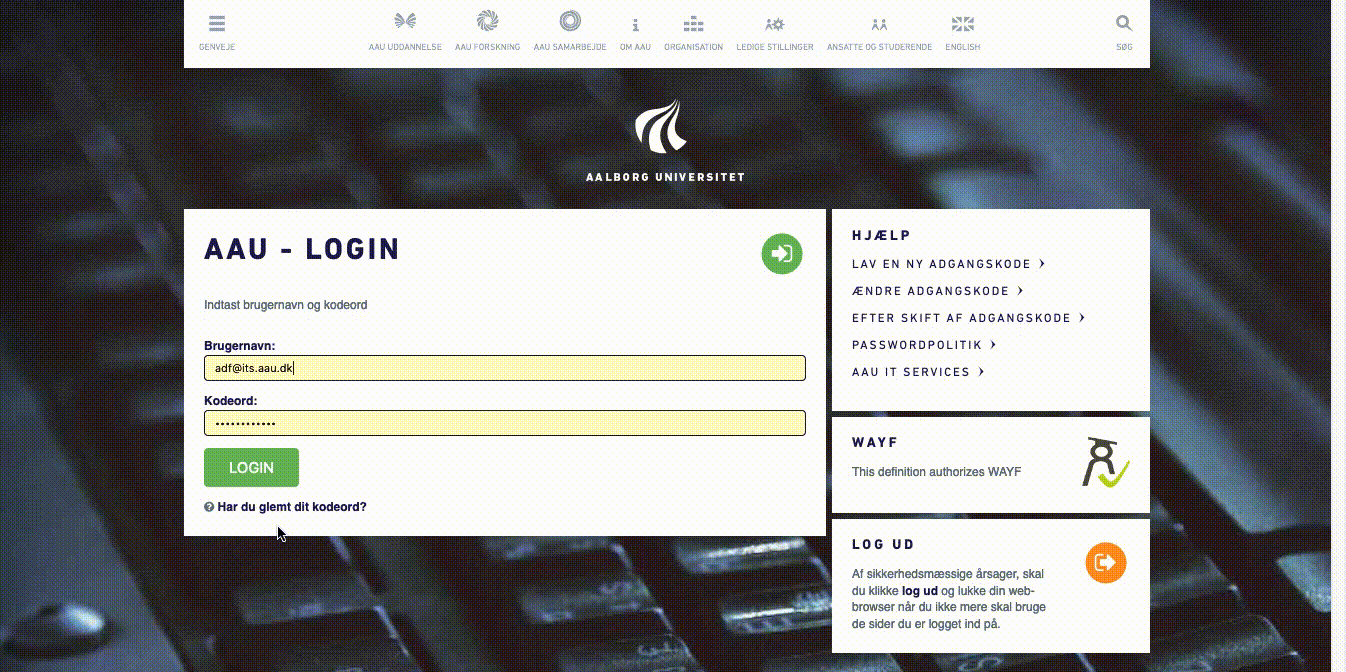 GENVEJE
AAU UDDANNELSE
AAU FORSKNING
AAU SAMARBEJDE
OM AAU
ORGANISATION
LEDIGE STILLINGER
ANSATTE OG STUDERENDE
ENGLISH
SØG
AALBORG UNIVERSITET
AAU - LOGIN
Indtast brugernavn og kodeord
Brugernavn:
adf@its.aau.dk
Kodeord:
••••••••••••
LOGIN
Har du glemt dit kodeord?
HJÆLP
LAV EN NY ADGANGSKODE
ÆNDRE ADGANGSKODE
EFTER SKIFT AF ADGANGSKODE
PASSWORDPOLITIK
AAU IT SERVICES
WAYF
This definition authorizes WAYF
LOG UD
Af sikkerhedsmæssige årsager, skal
du klikke log ud og lukke din web-
browser når du ikke mere skal bruge
de sider du er logget ind på.